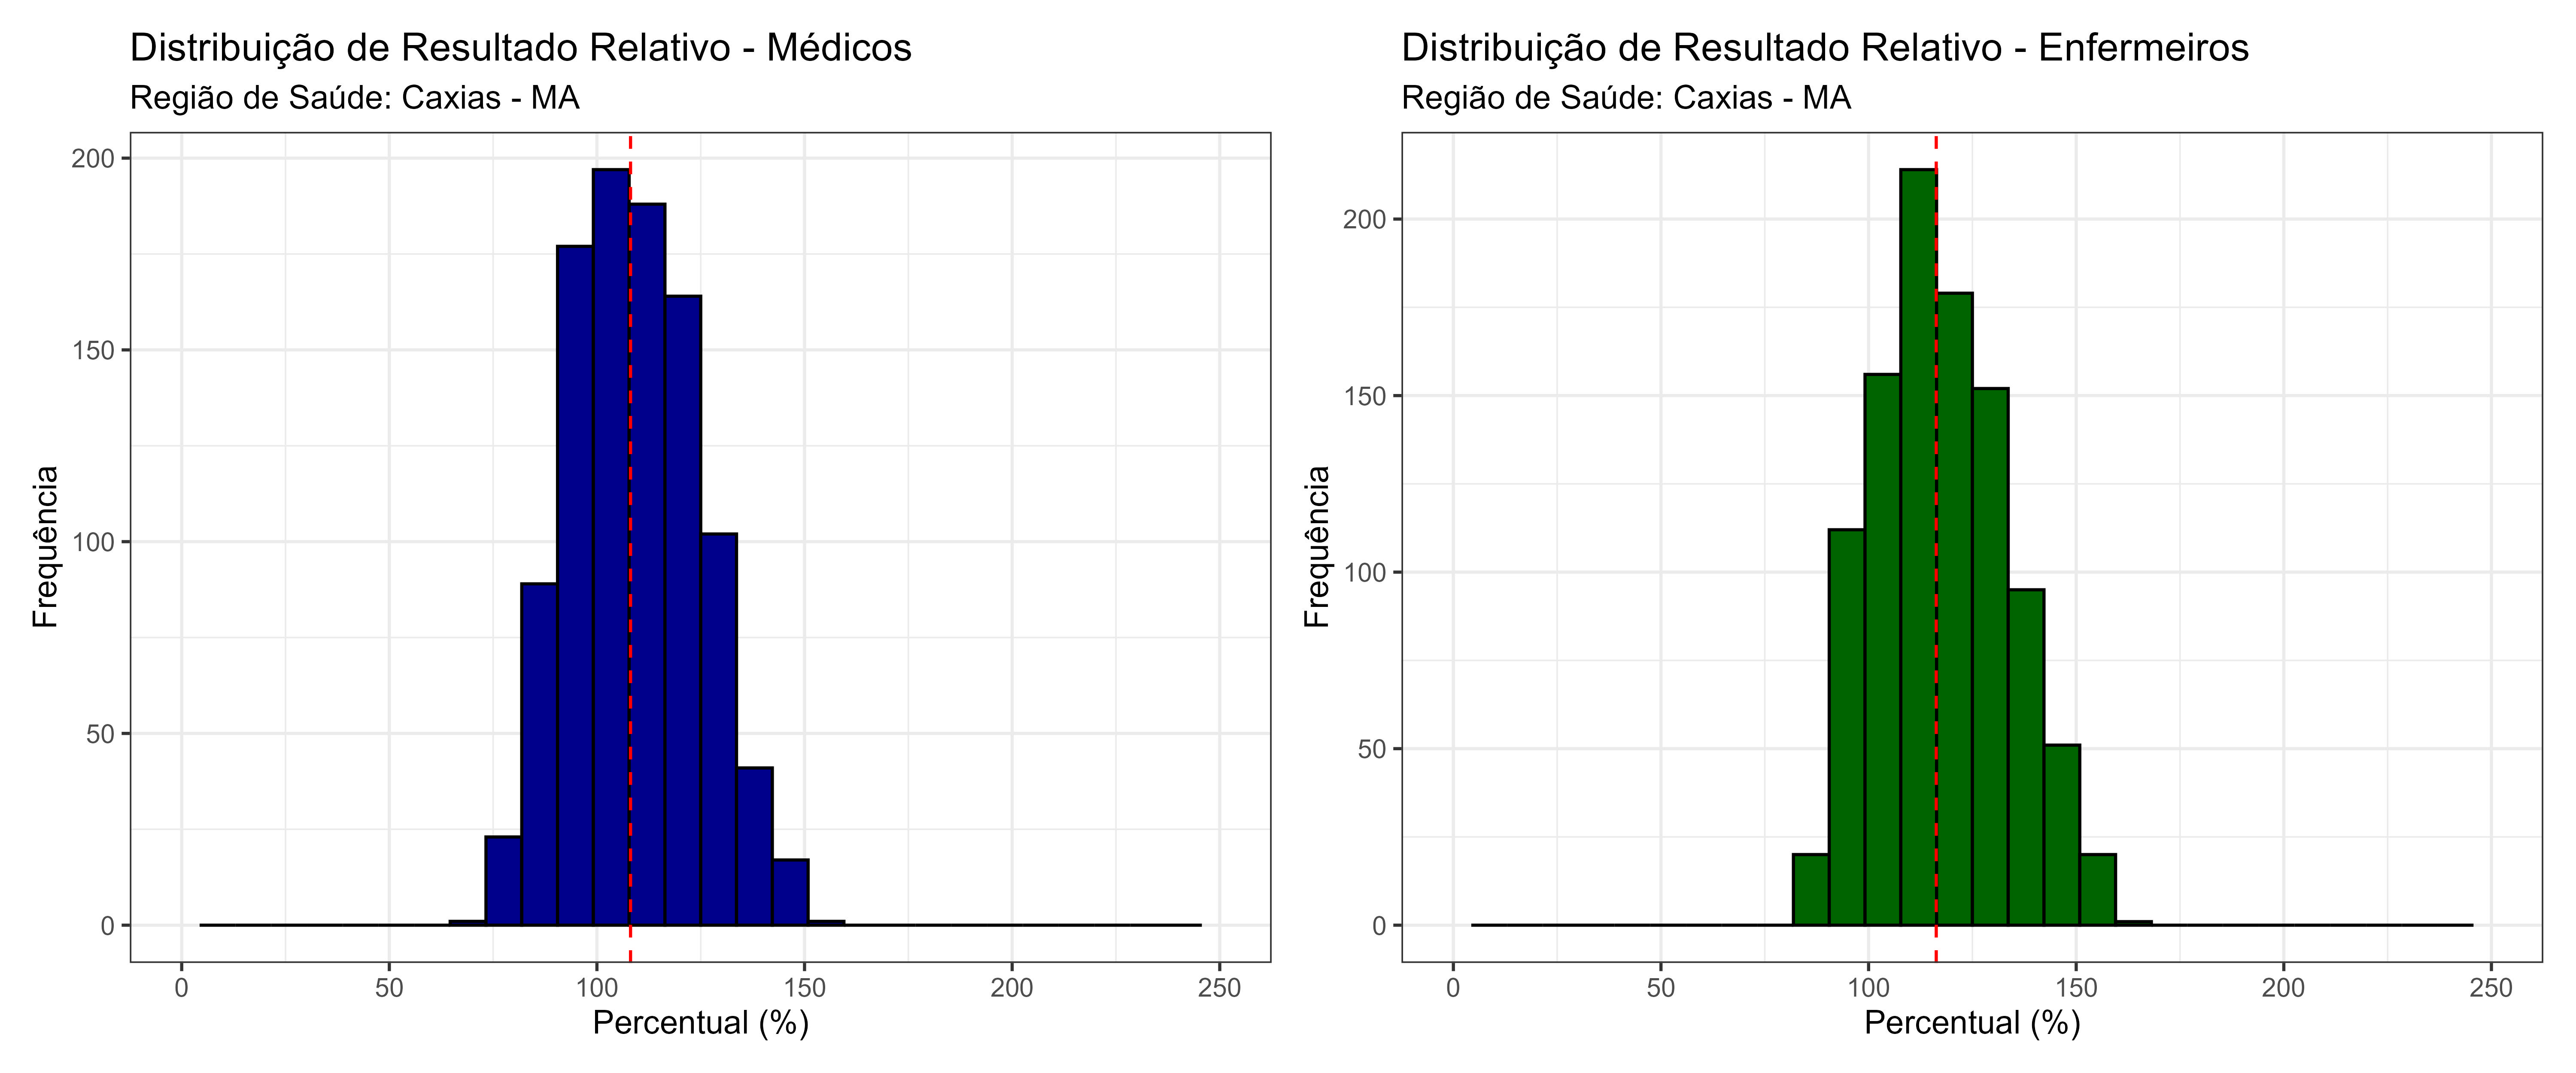 Distribuição de Resultado Relativo - Médicos
Região de Saúde: Caxias - MA
200
150
100
50
0
Frequência
0 50 100 150 200 250
Percentual (%)
Distribuição de Resultado Relativo - Enfermeiros
Região de Saúde: Caxias - MA
200
150
100
50
0
Frequência
0 50 100 150 200 250
Percentual (%)